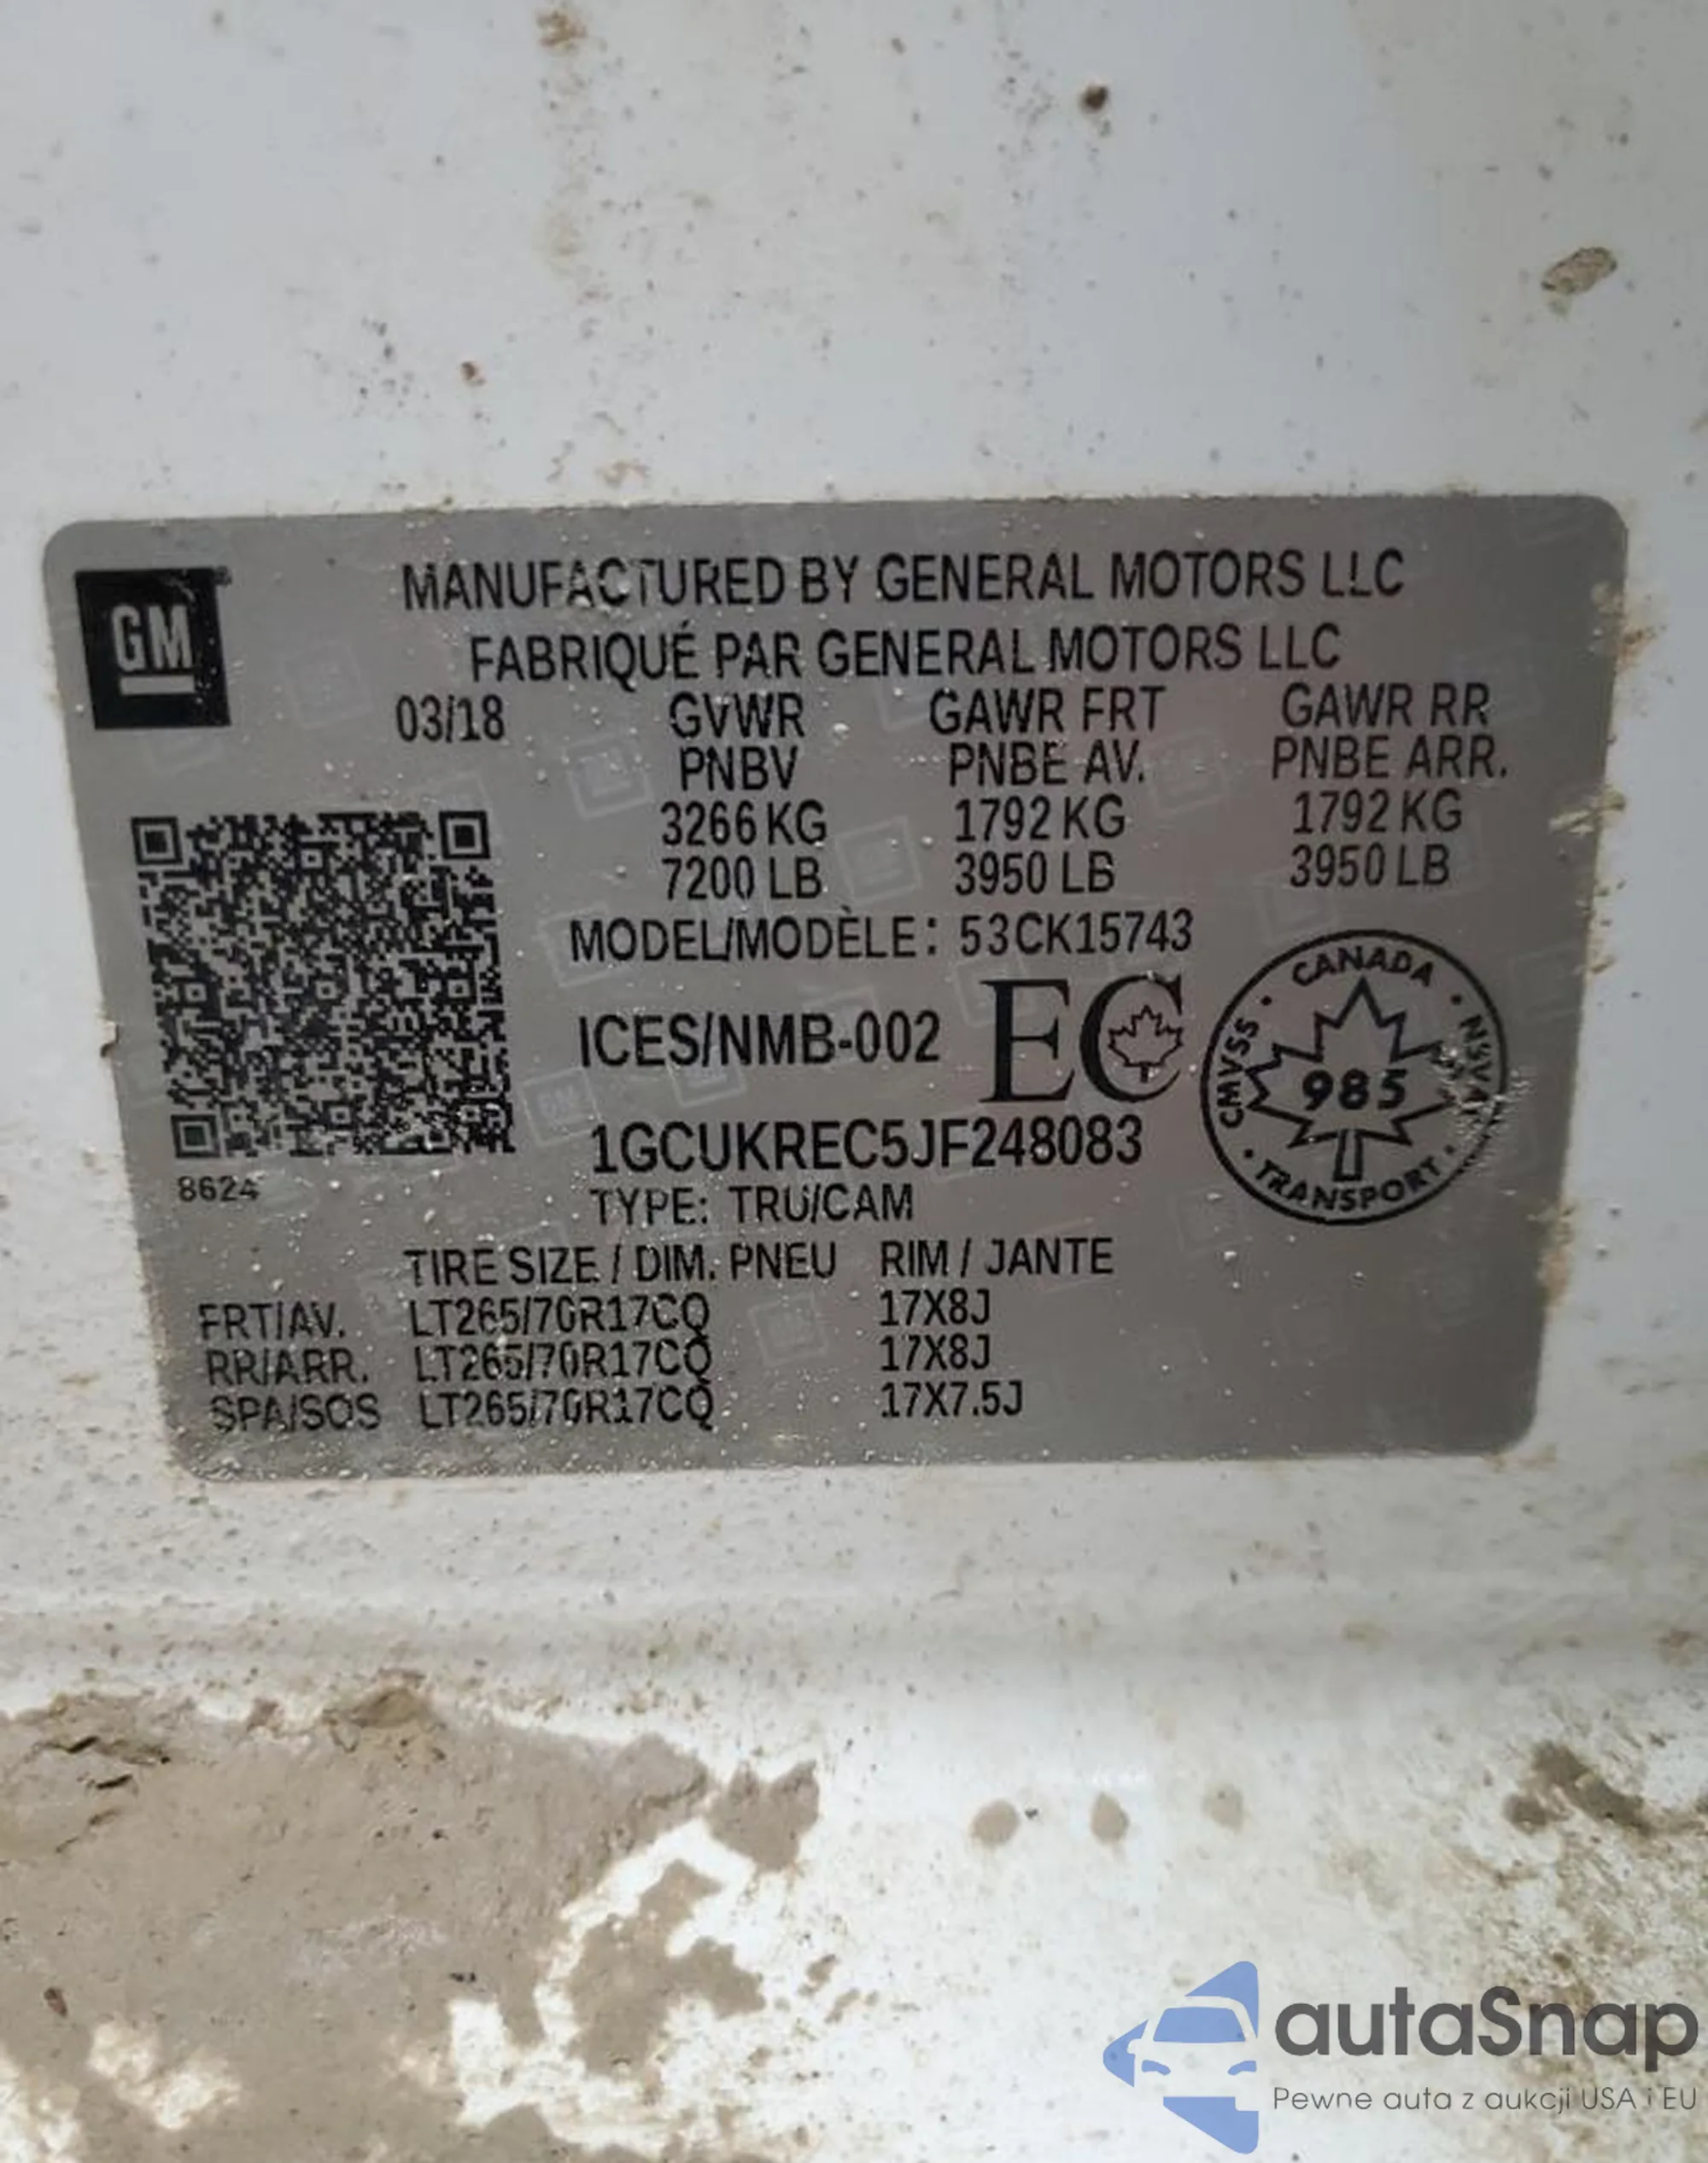 GM
MANUFACTURED BY GENERAL MOTORS LLC
FABRIQUÉ PAR GENERAL MOTORS LLC
03/18 GVWR GAWR FRT GAWR RR
PNBV PNBE AV. PNBE ARR.
3266 KG 1792 KG 1792 KG
7200 LB 3950 LB 3950 LB
MODEL/MODÈLE: 53CK15743
ICES/NMB-002 EC
CANADA
CMVSS 985 NSVAC
TRANSPORT
1GCUKREC5JF248083
8624
TYPE: TRU/CAM
TIRE SIZE / DIM. PNEU RIM / JANTE
FRT/AV. LT265/70R17CQ 17X8J
RR/ARR. LT265/70R17CQ 17X8J
SPA/SOS LT265/70R17CQ 17X7.5J
autaSnap
Pewne auta z aukcji USA i EU